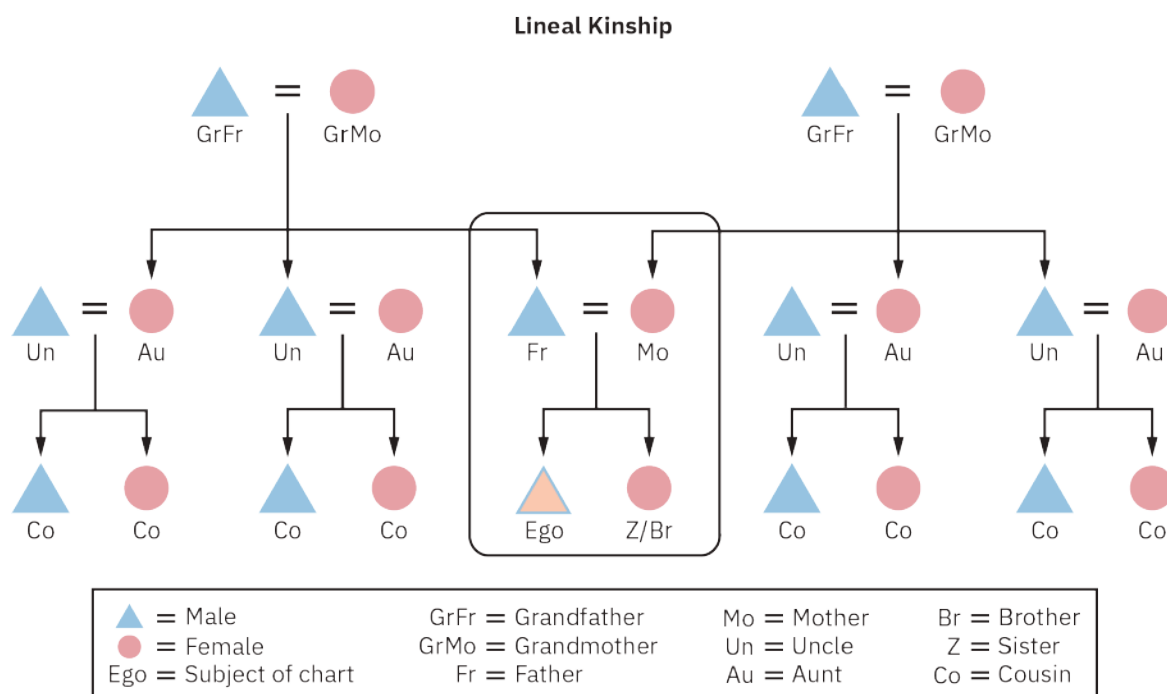 Lineal Kinship
= =
GrFr GrMo GrFr GrMo
= = = = =
Un Au Un Au Fr Mo Un Au Un Au
Co Co Co Co Ego Z/Br Co Co Co Co
= Male GrFr = Grandfather Mo = Mother Br = Brother
= Female GrMo = Grandmother Un = Uncle Z = Sister
Ego = Subject of chart Fr = Father Au = Aunt Co = Cousin